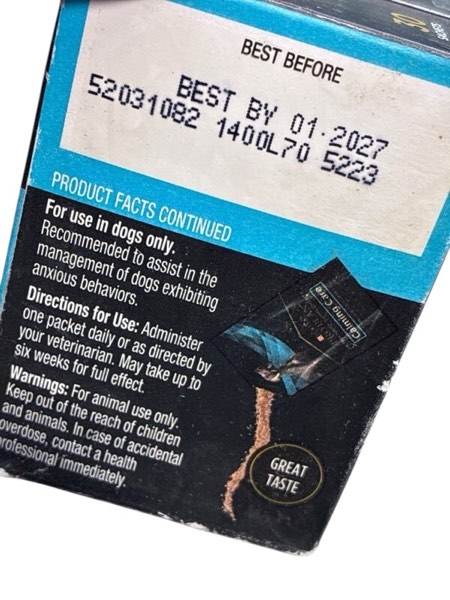 BEST BEFORE
BEST BY 01·2027
52031082 1400L70 5223
PRODUCT FACTS CONTINUED
For use in dogs only.
Recommended to assist in the
management of dogs exhibiting
anxious behaviors.
Directions for Use: Administer
one packet daily or as directed by
your veterinarian. May take up to
six weeks for full effect.
Warnings: For animal use only.
Keep out of the reach of children
and animals. In case of accidental
overdose, contact a health
professional immediately.
Calming Care
GREAT
TASTE
30